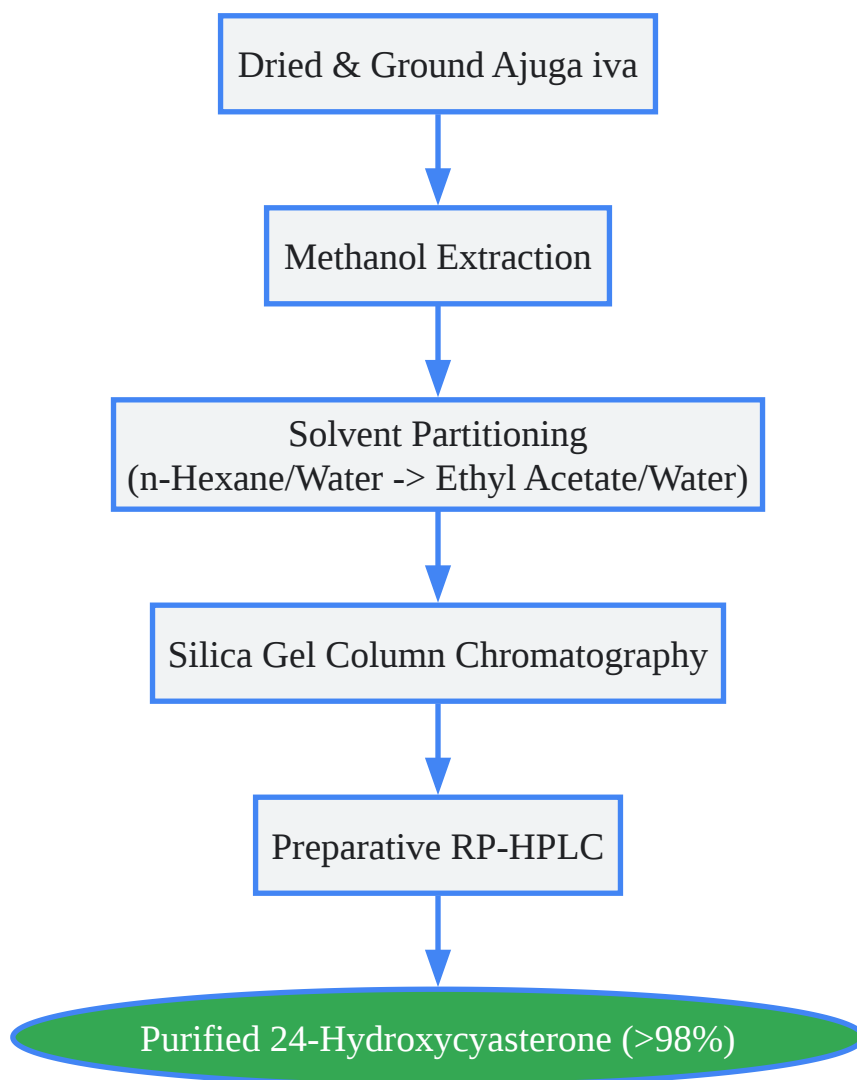 Dried & Ground Ajuga iva
Methanol Extraction
Solvent Partitioning
(n-Hexane/Water -> Ethyl Acetate/Water)
Silica Gel Column Chromatography
Preparative RP-HPLC
Purified 24-Hydroxycyasterone (>98%)